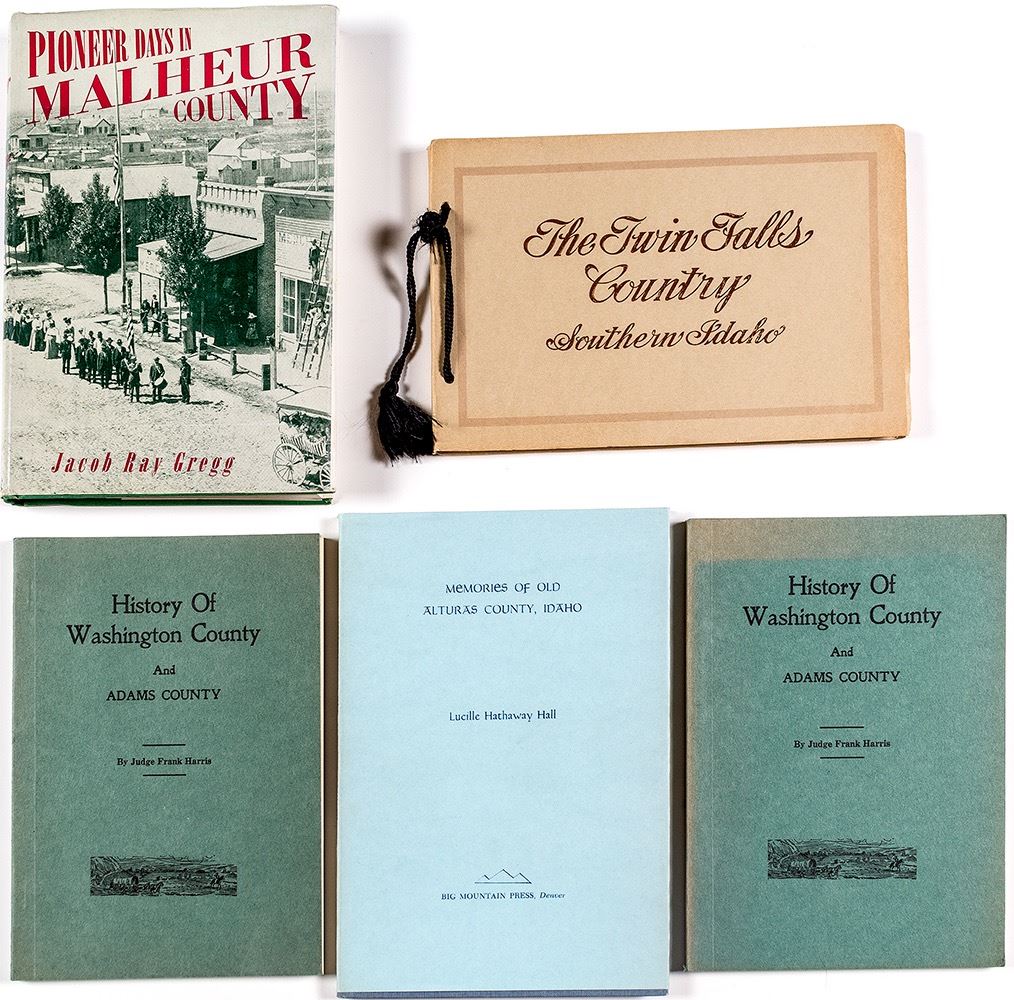 PIONEER DAYS IN
MALHEUR
COUNTY
Jacob Ray Gregg
The Twin Falls
Country
Southern Idaho
History Of
Washington County
And
ADAMS COUNTY
By Judge Frank Harris
MEMORIES OF OLD
ALTURAS COUNTY, IDAHO
Lucille Hathaway Hall
BIG MOUNTAIN PRESS, Denver
History Of
Washington County
And
ADAMS COUNTY
By Judge Frank Harris